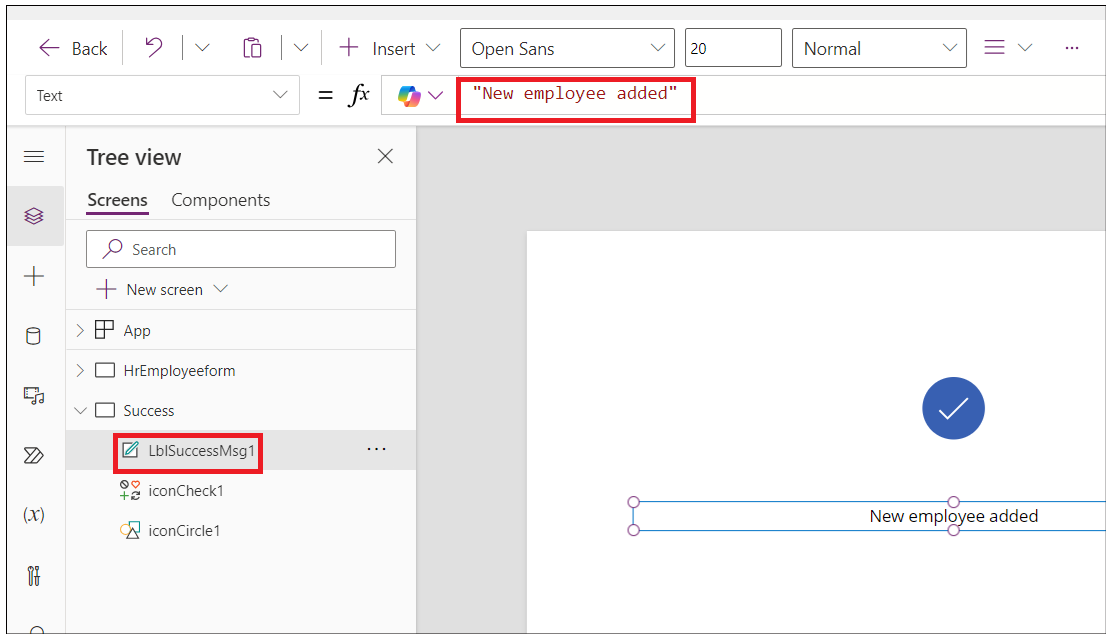 Back Insert Open Sans 20 Normal ...
Text = fx "New employee added"
Tree view
Screens Components
Search
New screen
App
HrEmployeeform
Success
LblSuccessMsg1 ...
iconCheck1
(x)
iconCircle1
New employee added